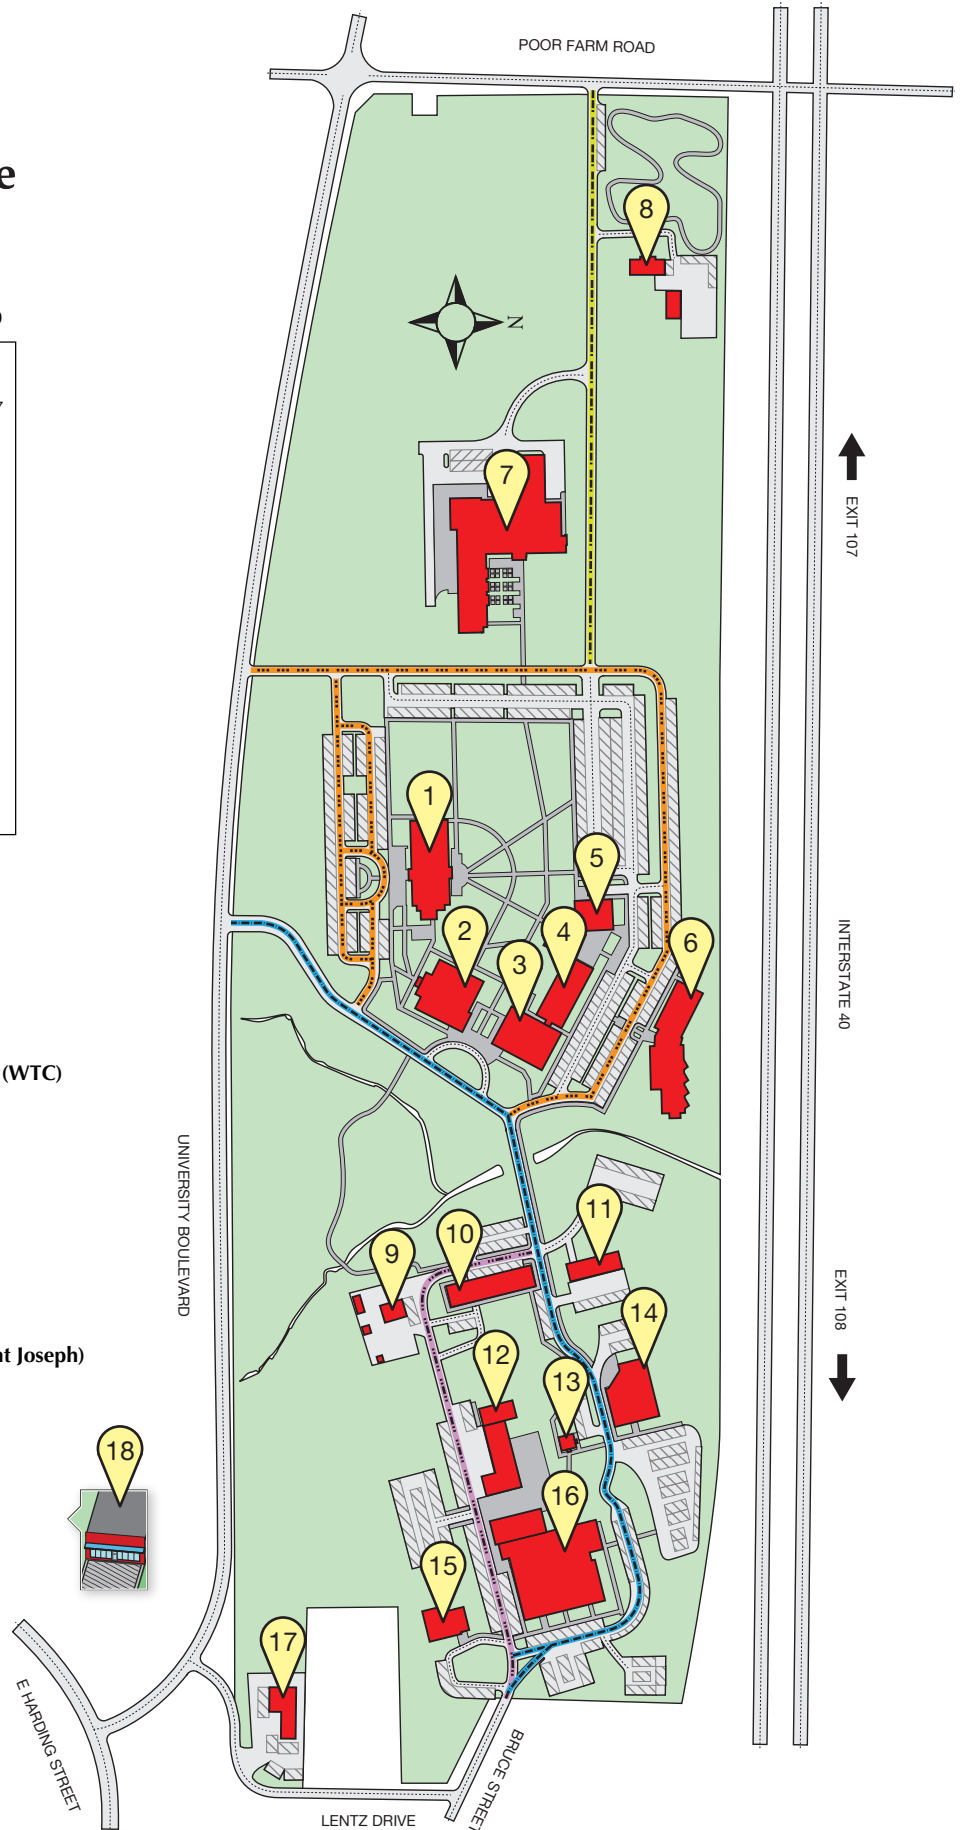 POOR FARM ROAD
e
8
N
7
EXIT 107
1
5
2
4
3
6
INTERSTATE 40
(WTC)
UNIVERSITY BOULEVARD
11
10
9
EXIT 108
14
nt Joseph)
12
13
18
16
15
17
E HARDING STREET
BRUCE STREET
LENTZ DRIVE